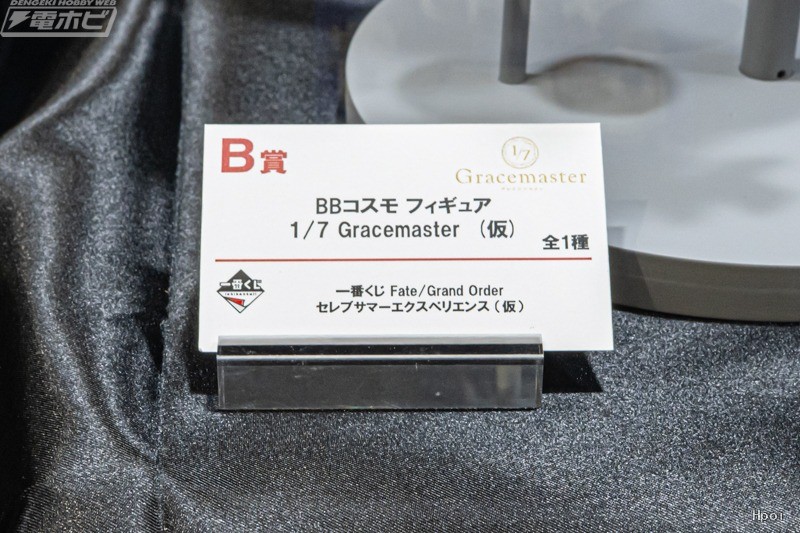 DENGEKI HOBBY WEB
電ホビ
B賞
1/7
Gracemaster
BBコスモ フィギュア
1/7 Gracemaster （仮）
全1種
一番くじ
一番くじ Fate/Grand Order
セレブサマーエクスペリエンス（仮）
Hpoi